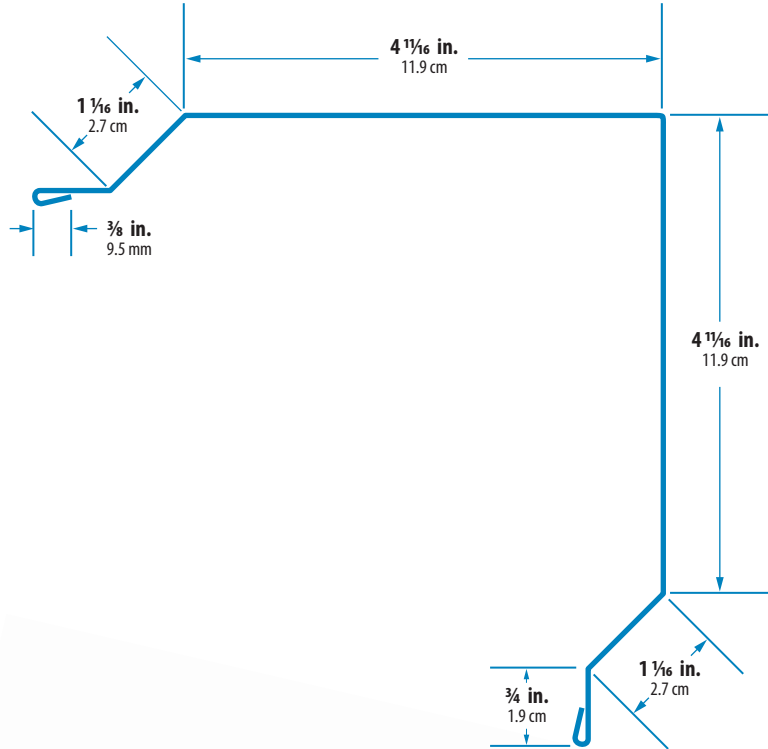 4 11⁄16 in.
11.9 cm
1 1⁄16 in.
2.7 cm
3⁄8 in.
9.5 mm
4 11⁄16 in.
11.9 cm
1 1⁄16 in.
2.7 cm
3⁄4 in.
1.9 cm